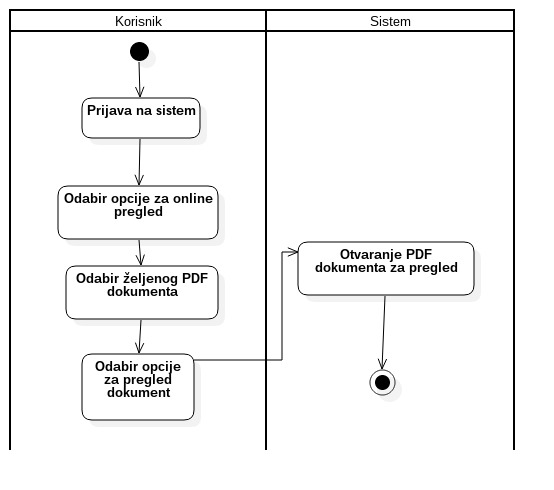 Korisnik
Sistem
Prijava na sistem
Odabir opcije za online
pregled
Odabir željenog PDF
dokumenta
Odabir opcije
za pregled
dokument
Otvaranje PDF
dokumenta za pregled